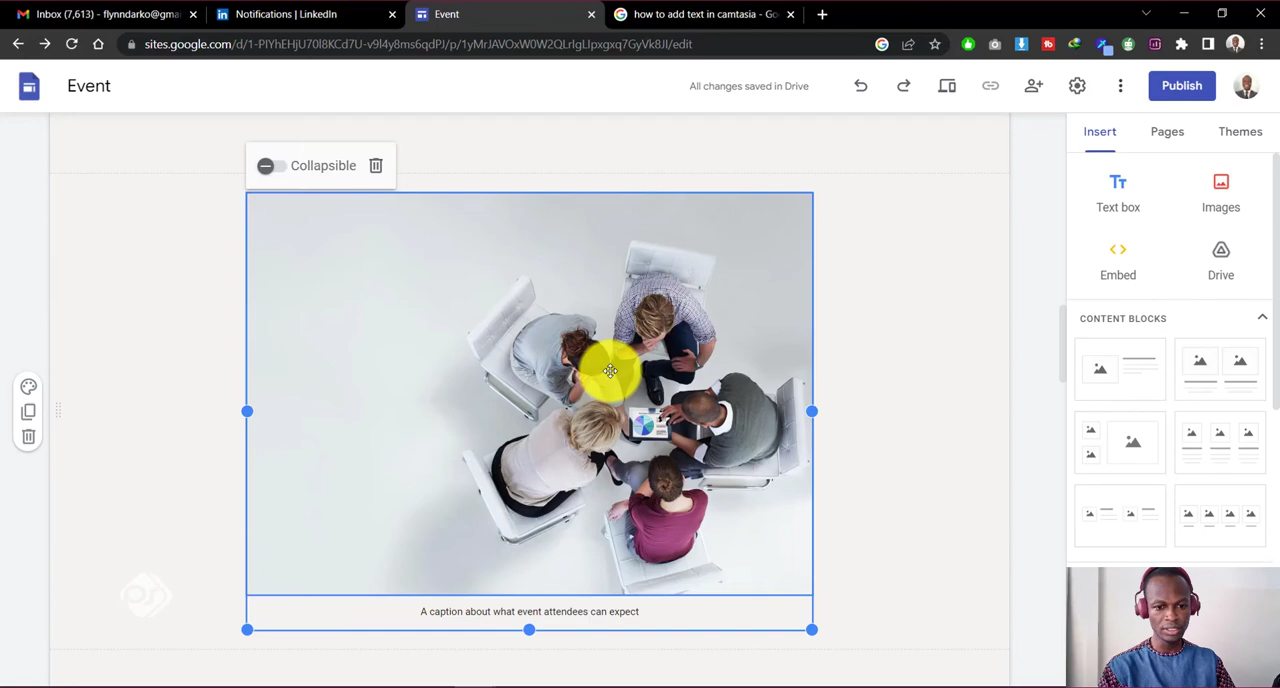 Inbox (7,613) - flynndarko@gma
Notifications | LinkedIn
Event
how to add text in camtasia - Go
sites.google.com/d/1-PIYhEHjU70I8KCd7U-v9l4y8ms6qdPJ/p/1yMrJAVOxW0W2QLrIgLIpxgxq7GyVk8JI/edit
Event
All changes saved in Drive
Publish
Collapsible
Insert
Pages
Themes
Text box
Images
Embed
Drive
CONTENT BLOCKS
A caption about what event attendees can expect